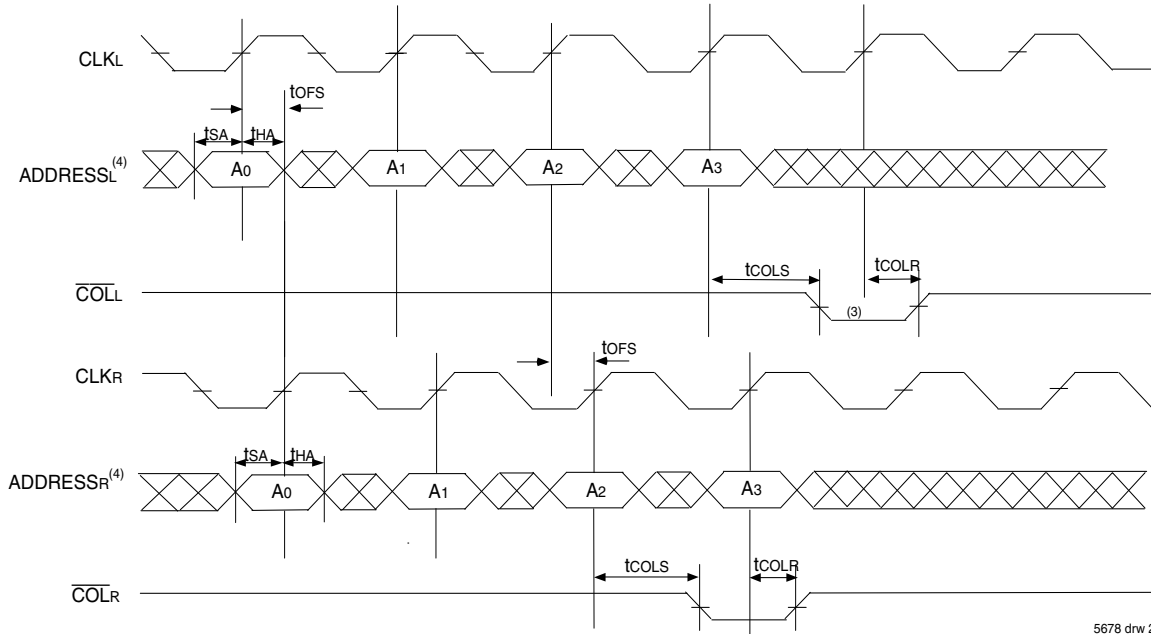 CLKL
tOFS
tSA tHA
ADDRESSL(4) A0 A1 A2 A3
tCOLS tCOLR
COLL (3)
tOFS
CLKR
tSA tHA
ADDRESSR(4) A0 A1 A2 A3
tCOLS tCOLR
COLR
5678 drw 2